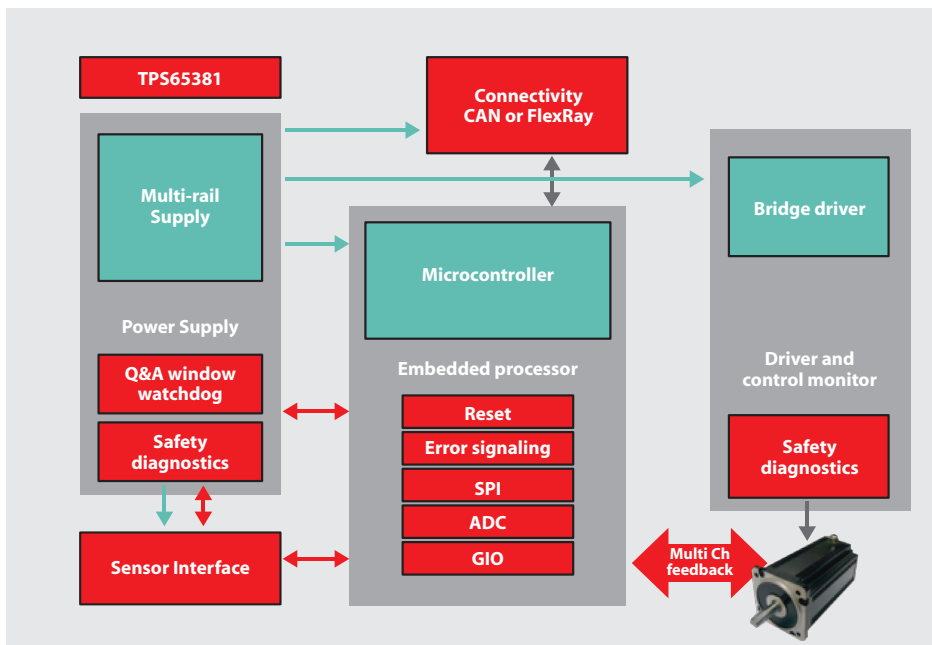 TPS65381
Multi-rail
Supply
Power Supply
Q&A window
watchdog
Safety
diagnostics
Sensor Interface
Connectivity
CAN or FlexRay
Microcontroller
Embedded processor
Reset
Error signaling
SPI
ADC
GIO
Bridge driver
Driver and
control monitor
Safety
diagnostics
Multi Ch
feedback